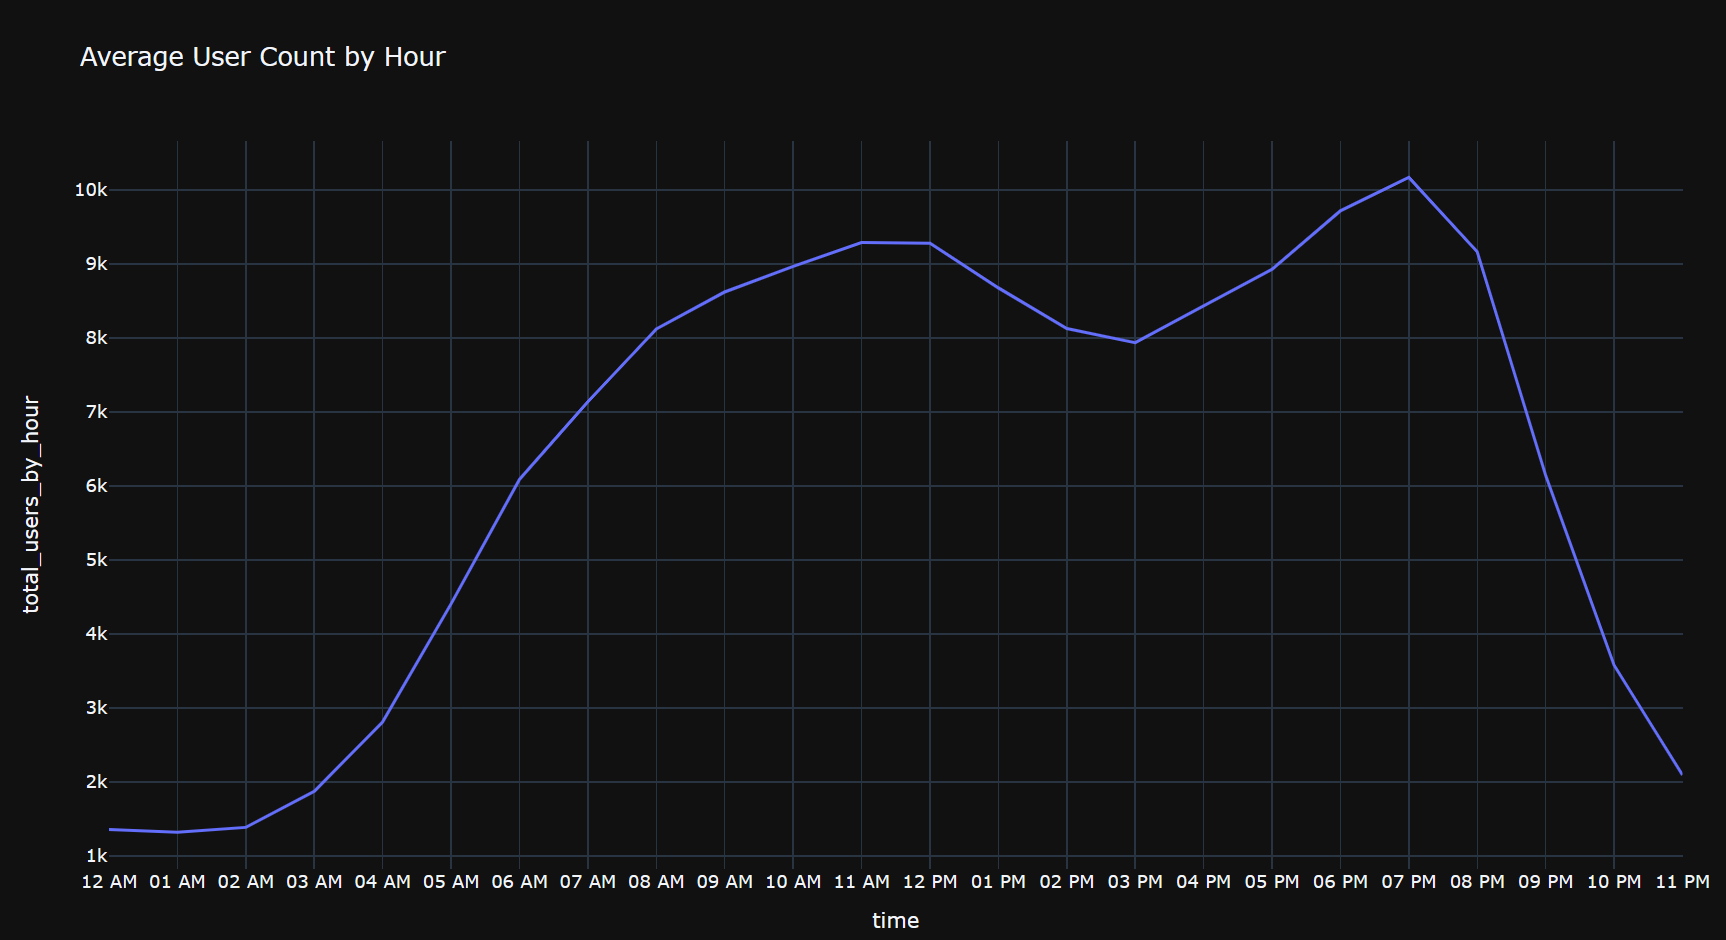 Average User Count by Hour
10k
9k
8k
7k
6k
5k
4k
3k
2k
1k
total_users_by_hour
12 AM 01 AM 02 AM 03 AM 04 AM 05 AM 06 AM 07 AM 08 AM 09 AM 10 AM 11 AM 12 PM 01 PM 02 PM 03 PM 04 PM 05 PM 06 PM 07 PM 08 PM 09 PM 10 PM 11 PM
time